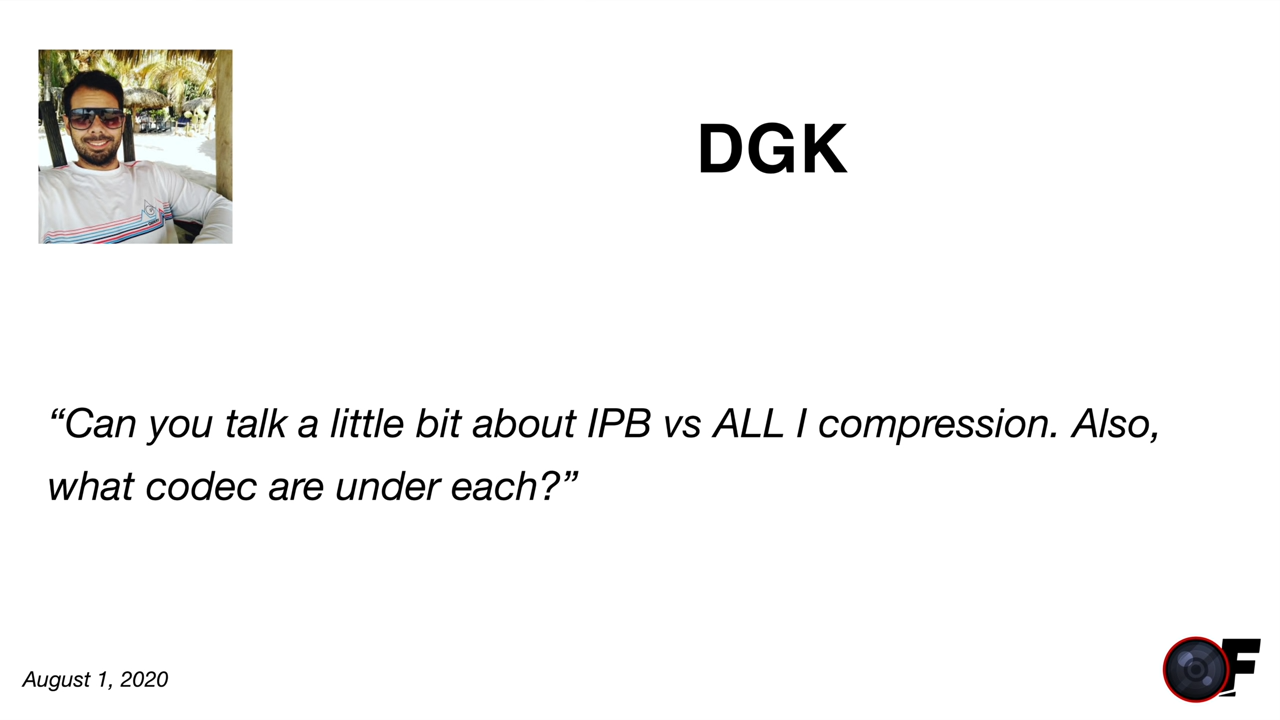 DGK
“Can you talk a little bit about IPB vs ALL I compression. Also,
what codec are under each?”
August 1, 2020
F